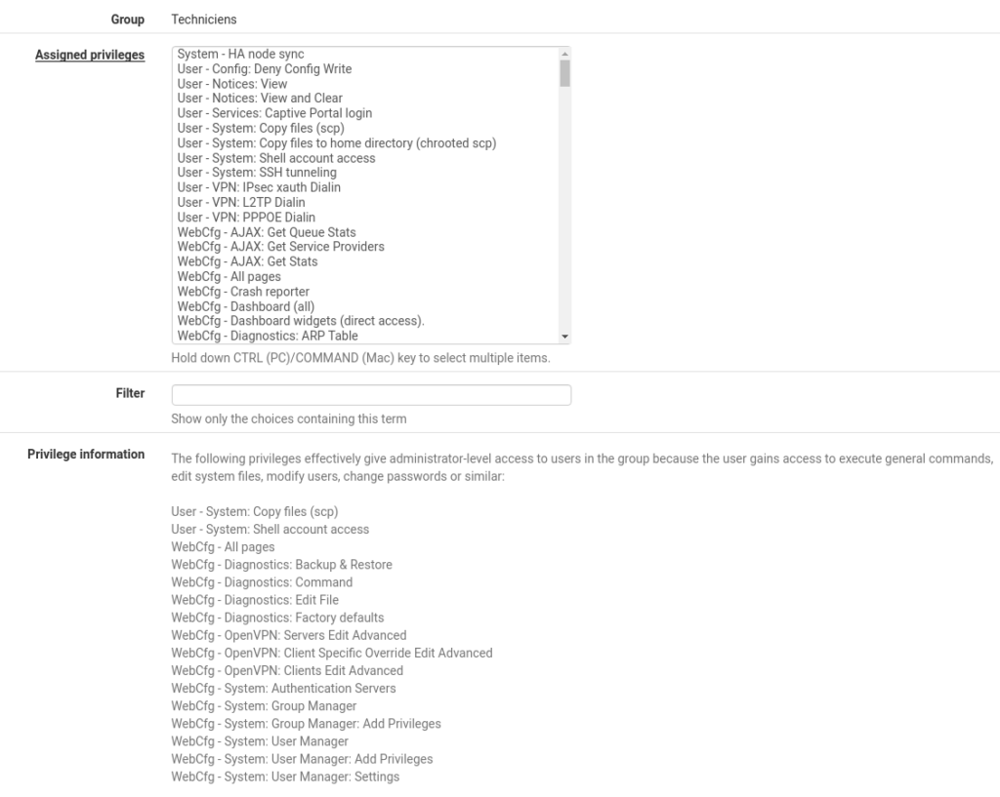 Group Techniciens
Assigned privileges
System - HA node sync
User - Config: Deny Config Write
User - Notices: View
User - Notices: View and Clear
User - Services: Captive Portal login
User - System: Copy files (scp)
User - System: Copy files to home directory (chrooted scp)
User - System: Shell account access
User - System: SSH tunneling
User - VPN: IPsec xauth Dialin
User - VPN: L2TP Dialin
User - VPN: PPPOE Dialin
WebCfg - AJAX: Get Queue Stats
WebCfg - AJAX: Get Service Providers
WebCfg - AJAX: Get Stats
WebCfg - All pages
WebCfg - Crash reporter
WebCfg - Dashboard (all)
WebCfg - Dashboard widgets (direct access).
WebCfg - Diagnostics: ARP Table
Hold down CTRL (PC)/COMMAND (Mac) key to select multiple items.
Filter
Show only the choices containing this term
Privilege information
The following privileges effectively give administrator-level access to users in the group because the user gains access to execute general commands,
edit system files, modify users, change passwords or similar:
User - System: Copy files (scp)
User - System: Shell account access
WebCfg - All pages
WebCfg - Diagnostics: Backup & Restore
WebCfg - Diagnostics: Command
WebCfg - Diagnostics: Edit File
WebCfg - Diagnostics: Factory defaults
WebCfg - OpenVPN: Servers Edit Advanced
WebCfg - OpenVPN: Client Specific Override Edit Advanced
WebCfg - OpenVPN: Clients Edit Advanced
WebCfg - System: Authentication Servers
WebCfg - System: Group Manager
WebCfg - System: Group Manager: Add Privileges
WebCfg - System: User Manager
WebCfg - System: User Manager: Add Privileges
WebCfg - System: User Manager: Settings